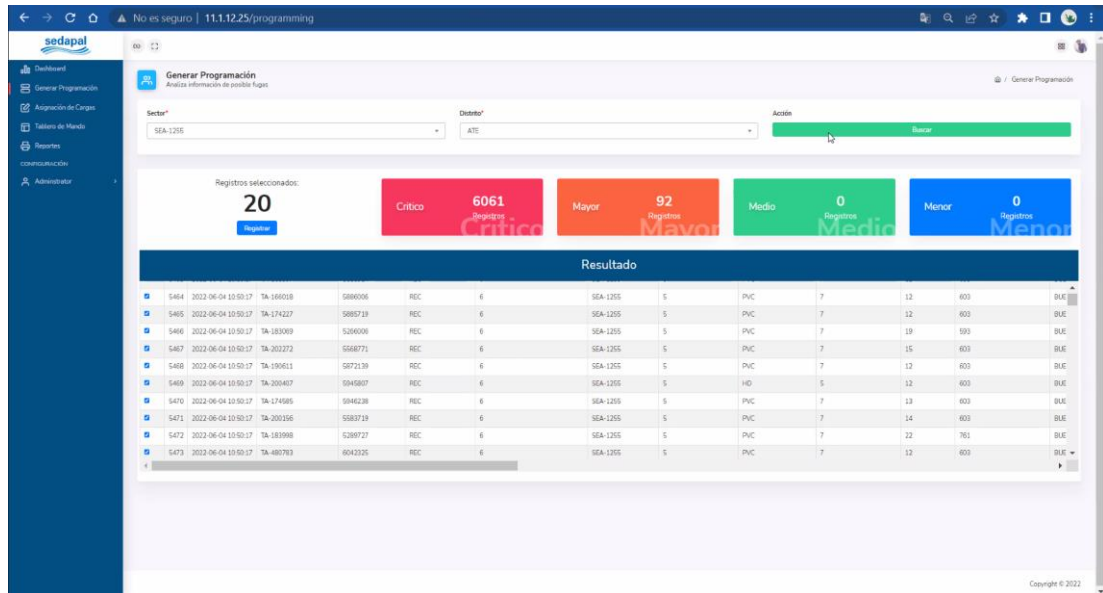 No es seguro | 11.1.12.25/programming
sedapal
Dashboard
Generar Programación
Asignación de Cargas
Tablero de Mando
Reportes
CONFIGURACIÓN
Administrator
Generar Programación
Analiza información de posible fugas
/ Generar Programación
Sector*
Distrito*
Acción
SEA-1255
ATE
Buscar
Registros seleccionados:
20
Registrar
Crítico 6061 Registros Crítico
Mayor 92 Registros Mayor
Medio 0 Registros Medio
Menor 0 Registros Menor
Resultado
5464 2022-06-04 10:50:17 TA-166018 5886006 REC 6 SEA-1255 5 PVC 7 12 603 BUE
5465 2022-06-04 10:50:17 TA-174227 5885719 REC 6 SEA-1255 5 PVC 7 12 603 BUE
5466 2022-06-04 10:50:17 TA-183069 5266006 REC 6 SEA-1255 5 PVC 7 19 593 BUE
5467 2022-06-04 10:50:17 TA-202272 5568771 REC 6 SEA-1255 5 PVC 7 15 603 BUE
5468 2022-06-04 10:50:17 TA-190611 5872139 REC 6 SEA-1255 5 PVC 7 12 603 BUE
5469 2022-06-04 10:50:17 TA-200407 5945807 REC 6 SEA-1255 5 HD 5 12 603 BUE
5470 2022-06-04 10:50:17 TA-174585 5946238 REC 6 SEA-1255 5 PVC 7 13 603 BUE
5471 2022-06-04 10:50:17 TA-200156 5583719 REC 6 SEA-1255 5 PVC 7 14 603 BUE
5472 2022-06-04 10:50:17 TA-183998 5289727 REC 6 SEA-1255 5 PVC 7 22 761 BUE
5473 2022-06-04 10:50:17 TA-480783 6042325 REC 6 SEA-1255 5 PVC 7 12 603 BUE
Copyright © 2022